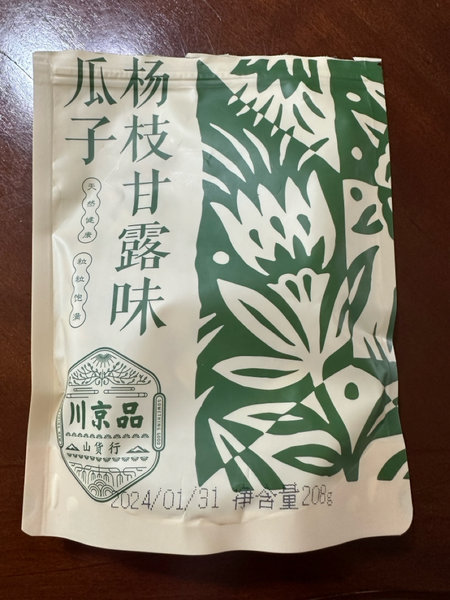 杨枝甘露味
瓜子
天然健康
粒粒饱满
川京品
山货行
2024/01/31 净含量208g